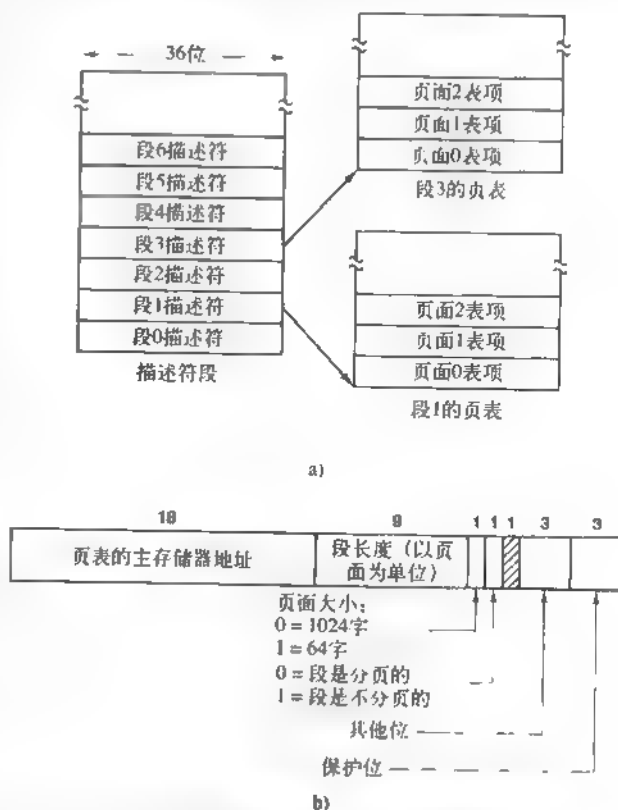 36位
段6描述符
段5描述符
段4描述符
段3描述符
段2描述符
段1描述符
段0描述符
描述符段
页面2表项
页面1表项
页面0表项
段3的页表
页面2表项
页面1表项
页面0表项
段1的页表
a)
18 9 1 1 1 3 3
页表的主存储器地址
段长度（以页
面为单位）
页面大小：
0 = 1024字
1 = 64字
0 = 段是分页的
1 = 段是不分页的
其他位
保护位
b)